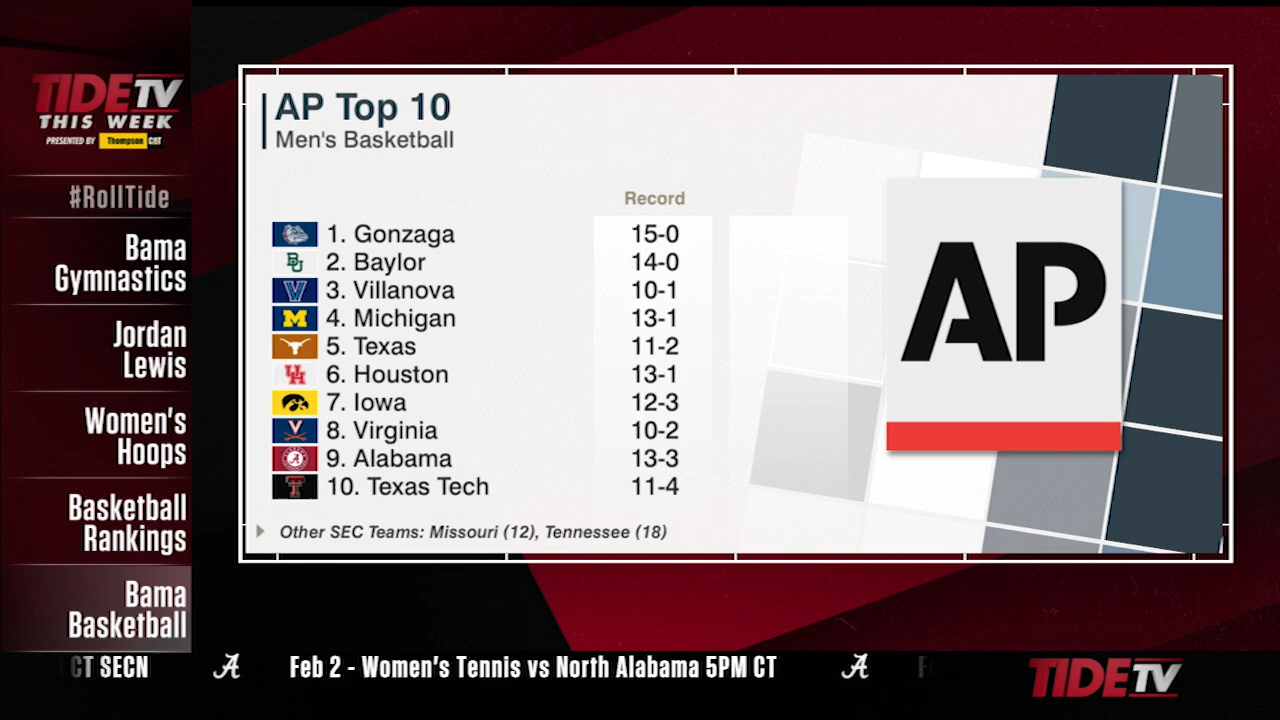 TIDETV
THIS WEEK
PRESENTED BY Thompson CAT
#RollTide
Bama
Gymnastics
Jordan
Lewis
Women's
Hoops
Basketball
Rankings
Bama
Basketball
AP Top 10
Men's Basketball
Record
1. Gonzaga 15-0
2. Baylor 14-0
3. Villanova 10-1
4. Michigan 13-1
5. Texas 11-2
6. Houston 13-1
7. Iowa 12-3
8. Virginia 10-2
9. Alabama 13-3
10. Texas Tech 11-4
Other SEC Teams: Missouri (12), Tennessee (18)
AP
CT SECN
A
Feb 2 - Women's Tennis vs North Alabama 5PM CT
A
TIDETV